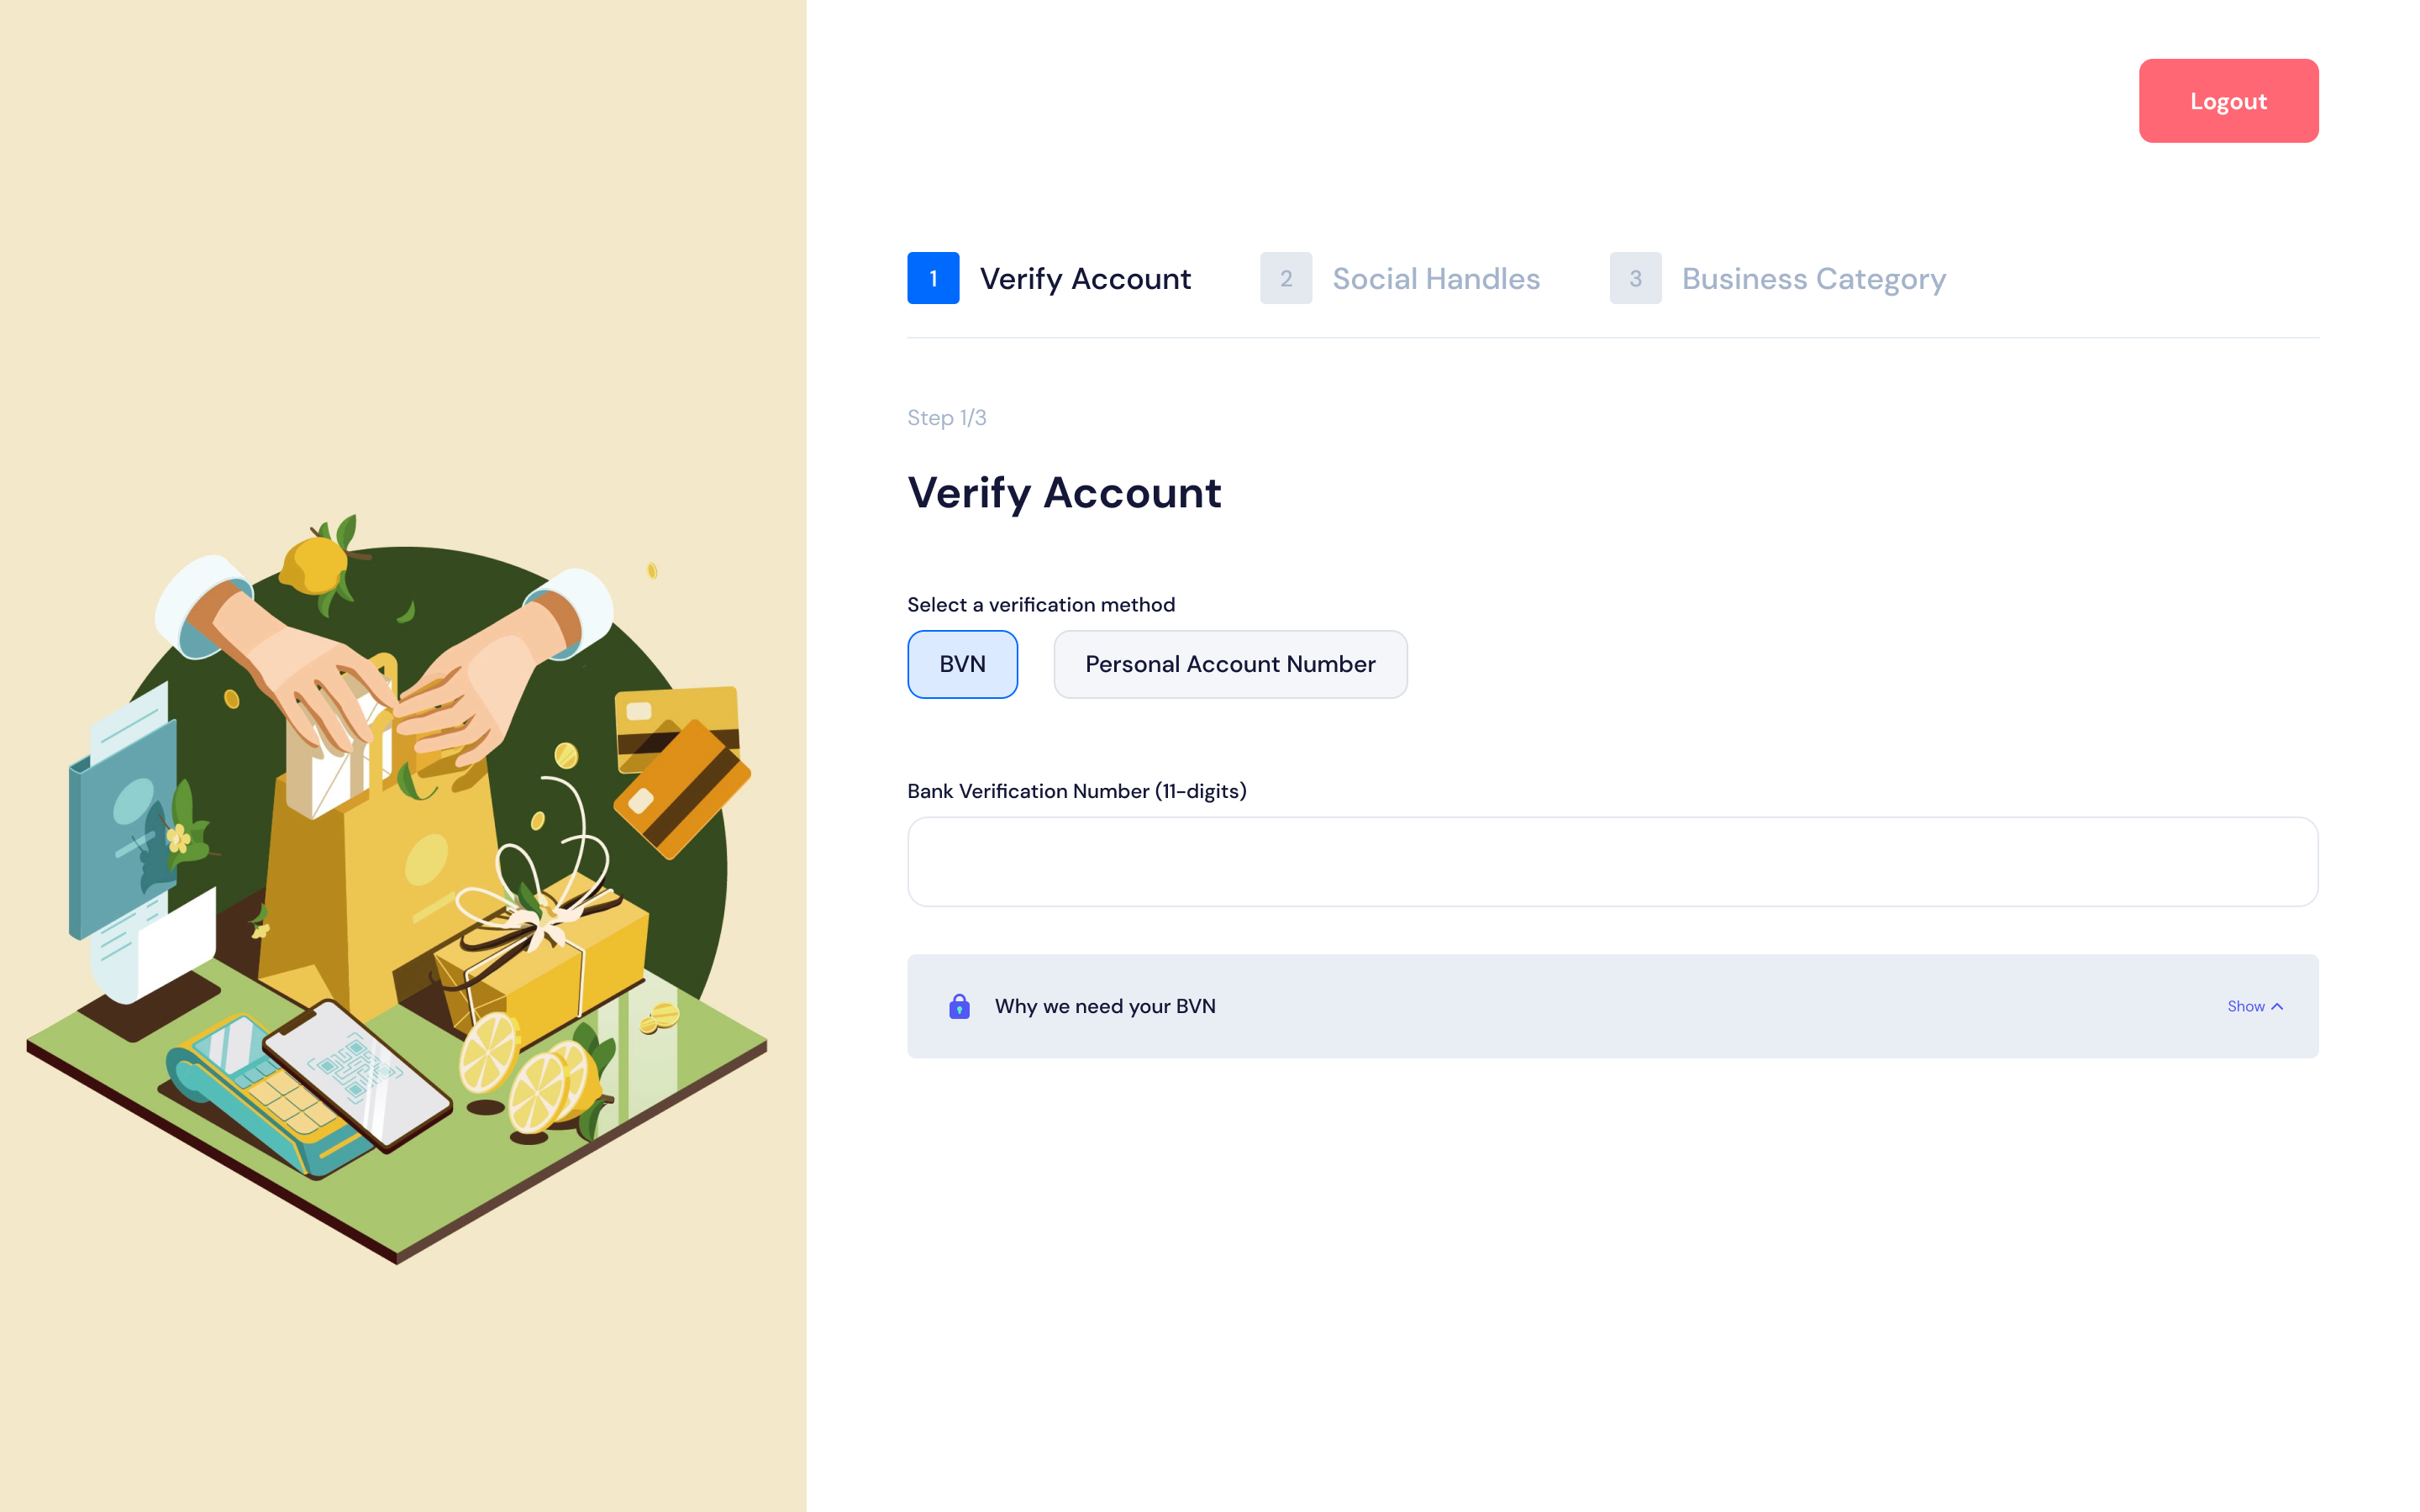 Logout
1 Verify Account 2 Social Handles 3 Business Category
Step 1/3
Verify Account
Select a verification method
BVN Personal Account Number
Bank Verification Number (11-digits)
Why we need your BVN Show